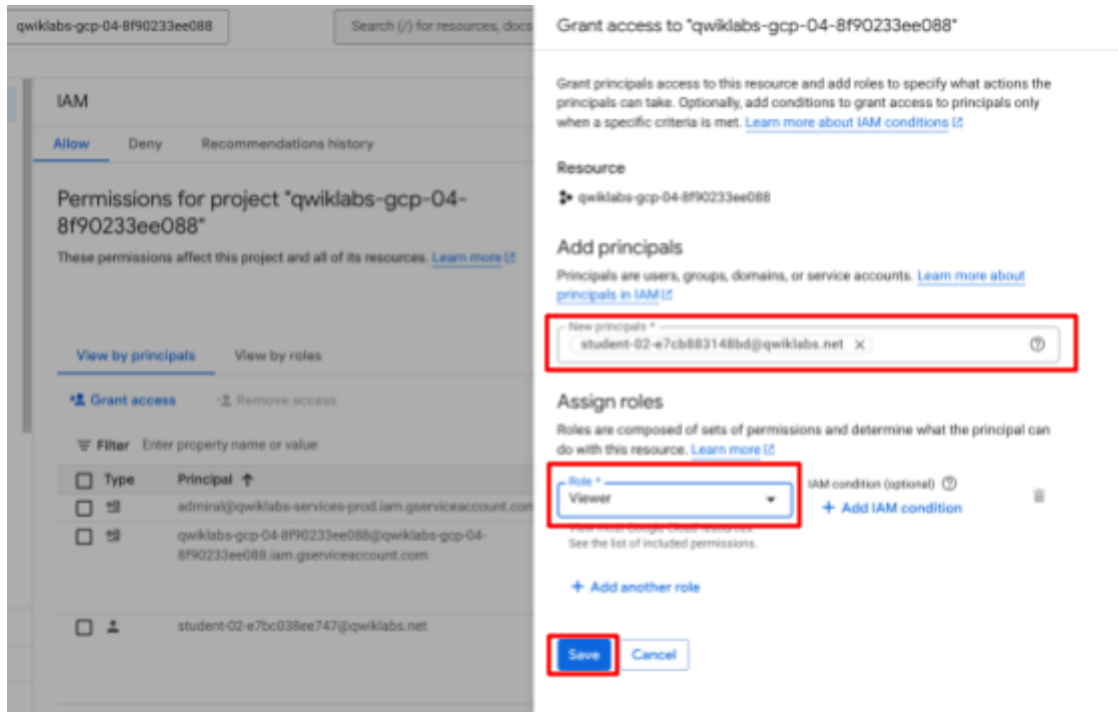 qwiklabs-gcp-04-8f90233ee088
Search (/) for resources, docs
IAM
Allow Deny Recommendations history
Permissions for project "qwiklabs-gcp-04-
8f90233ee088"
These permissions affect this project and all of its resources. Learn more
View by principals View by roles
Grant access Remove access
Filter Enter property name or value
Type Principal
admiral@qwiklabs-services-prod.iam.gserviceaccount.com
qwiklabs-gcp-04-8f90233ee088@qwiklabs-gcp-04-
8f90233ee088.iam.gserviceaccount.com
student-02-e7bc038ee747@qwiklabs.net
Grant access to "qwiklabs-gcp-04-8f90233ee088"
Grant principals access to this resource and add roles to specify what actions the
principals can take. Optionally, add conditions to grant access to principals only
when a specific criteria is met. Learn more about IAM conditions
Resource
qwiklabs-gcp-04-8f90233ee088
Add principals
Principals are users, groups, domains, or service accounts. Learn more about
principals in IAM
New principals *
student-02-e7cb883148bd@qwiklabs.net
Assign roles
Roles are composed of sets of permissions and determine what the principal can
do with this resource. Learn more
Role *
Viewer
IAM condition (optional)
+ Add IAM condition
View most Google Cloud resources.
See the list of included permissions.
+ Add another role
Save Cancel